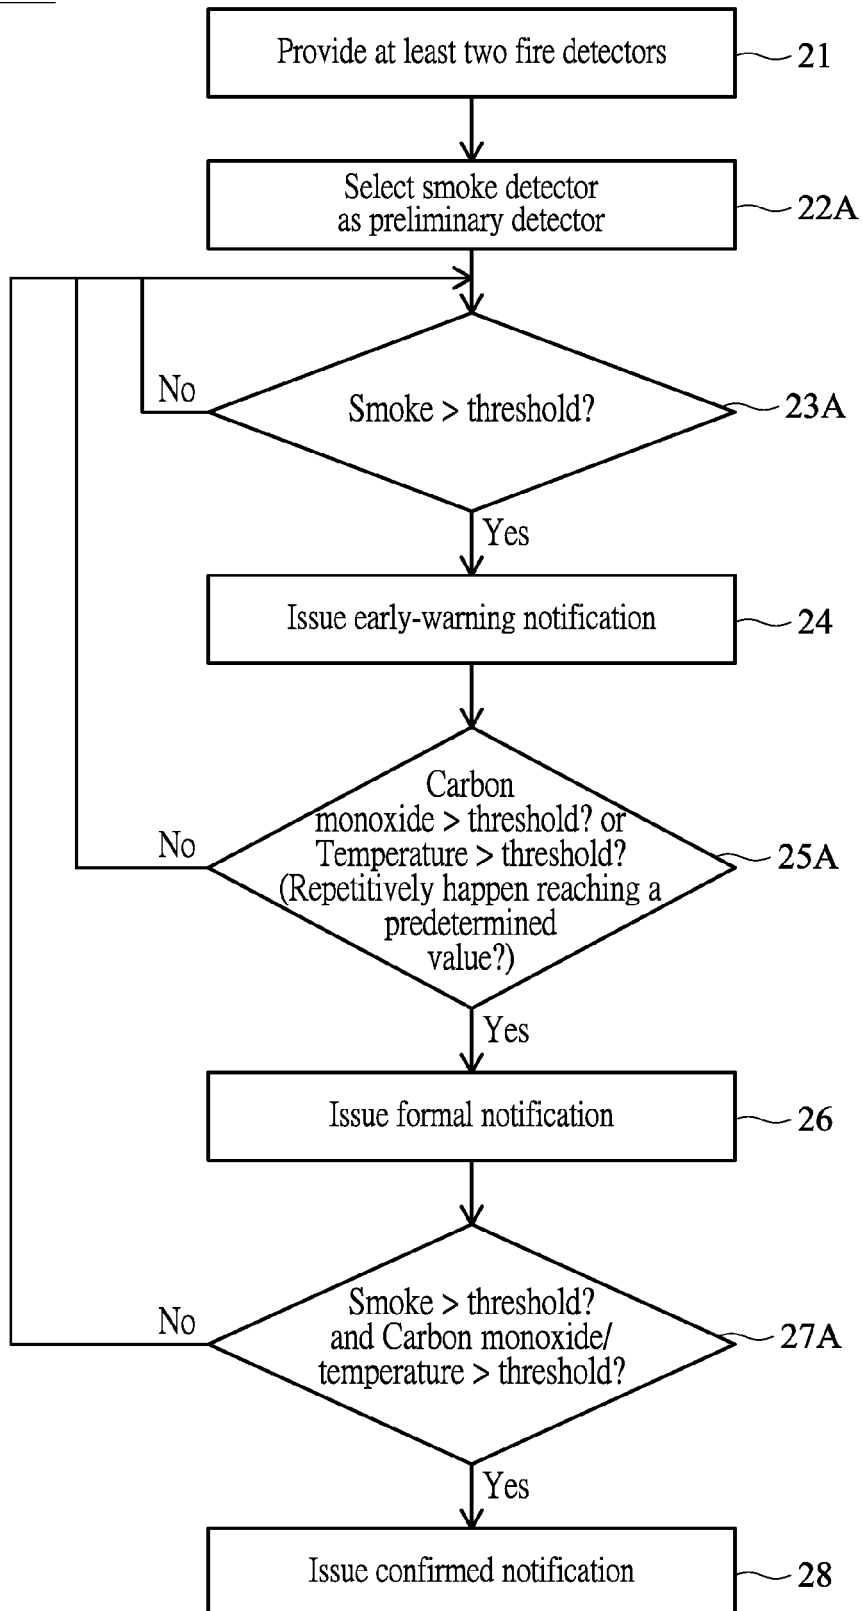 Provide at least two fire detectors
21
Select smoke detector
as preliminary detector
22A
No
Smoke > threshold?
23A
Yes
Issue early-warning notification
24
No
Carbon
monoxide > threshold? or
Temperature > threshold?
(Repetitively happen reaching a
predetermined
value?)
25A
Yes
Issue formal notification
26
No
Smoke > threshold?
and Carbon monoxide/
temperature > threshold?
27A
Yes
Issue confirmed notification
28